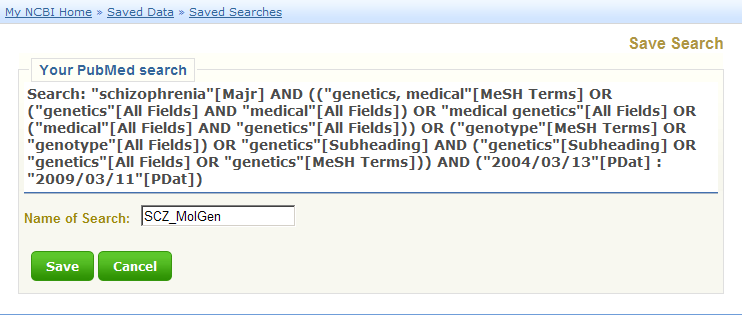 My NCBI Home » Saved Data » Saved Searches
Save Search
Your PubMed search
Search: "schizophrenia"[Majr] AND (("genetics, medical"[MeSH Terms] OR
("genetics"[All Fields] AND "medical"[All Fields]) OR "medical genetics"[All Fields] OR
("medical"[All Fields] AND "genetics"[All Fields])) OR ("genotype"[MeSH Terms] OR
"genotype"[All Fields]) OR "genetics"[Subheading] AND ("genetics"[Subheading] OR
"genetics"[All Fields] OR "genetics"[MeSH Terms])) AND ("2004/03/13"[PDat] :
"2009/03/11"[PDat])
Name of Search: SCZ_MolGen
Save Cancel